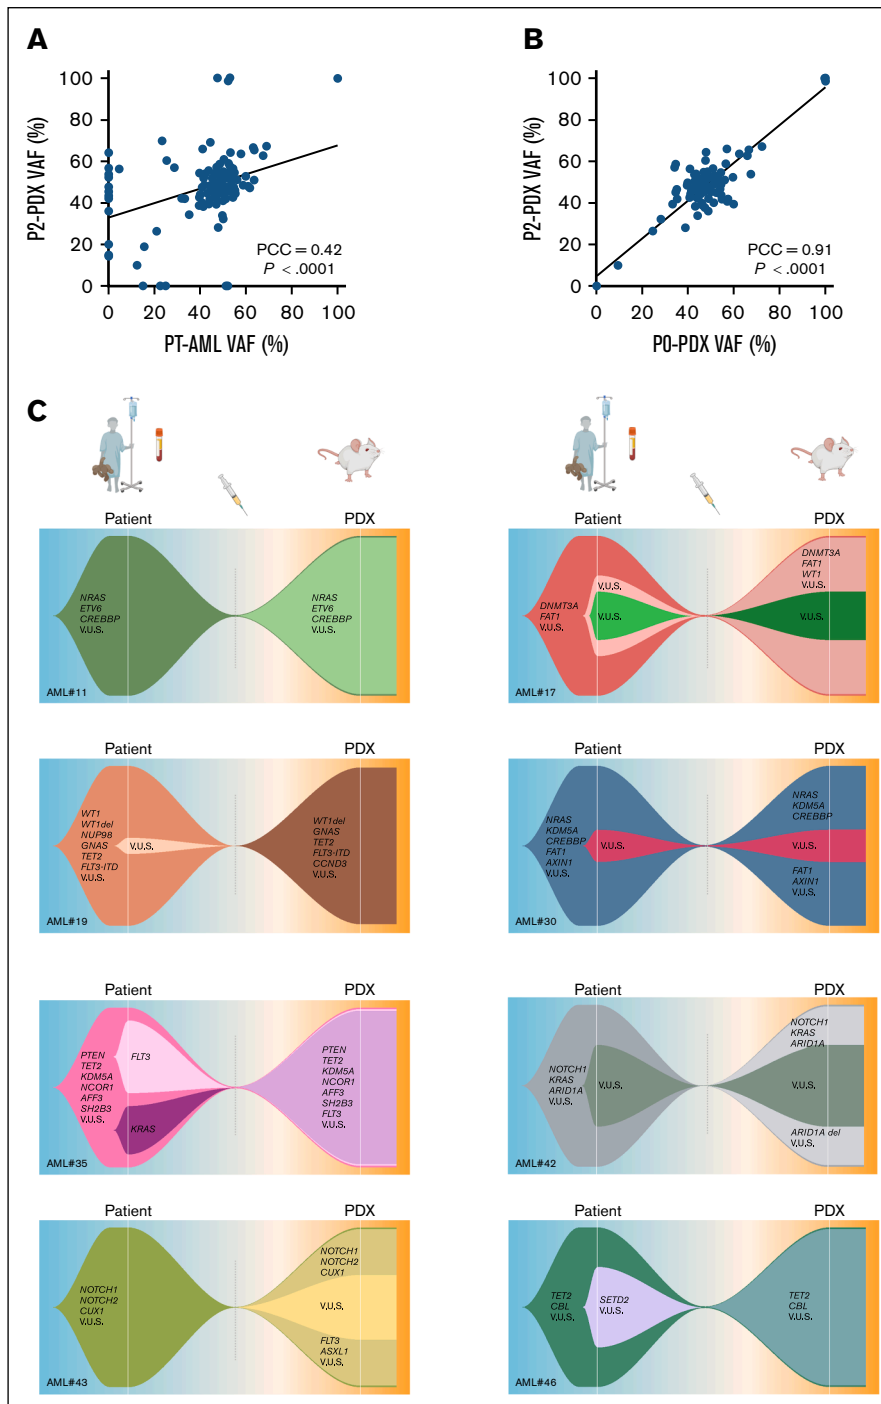 A
100
80
60
40
20
0
P2-PDX VAF (%)
PCC = 0.42
P < .0001
0 20 40 60 80 100
PT-AML VAF (%)
B
100
80
60
40
20
0
P2-PDX VAF (%)
PCC = 0.91
P < .0001
0 20 40 60 80 100
P0-PDX VAF (%)
C
Patient PDX
NRAS
ETV6
CREBBP
V.U.S.
NRAS
ETV6
CREBBP
V.U.S.
AML#11
Patient PDX
DNMT3A
FAT1
V.U.S.
V.U.S.
V.U.S.
DNMT3A
FAT1
WT1
V.U.S.
V.U.S.
AML#17
Patient PDX
WT1
WT1del
NUP98
GNAS
TET2
FLT3-ITD
V.U.S.
V.U.S.
WT1del
GNAS
TET2
FLT3-ITD
CCND3
V.U.S.
AML#19
Patient PDX
NRAS
KDM5A
CREBBP
FAT1
AXIN1
V.U.S.
V.U.S.
NRAS
KDM5A
CREBBP
V.U.S.
FAT1
AXIN1
V.U.S.
AML#30
Patient PDX
PTEN
TET2
KDM5A
NCOR1
AFF3
SH2B3
V.U.S.
FLT3
KRAS
PTEN
TET2
KDM5A
NCOR1
AFF3
SH2B3
FLT3
V.U.S.
AML#35
Patient PDX
NOTCH1
KRAS
ARID1A
V.U.S.
V.U.S.
NOTCH1
KRAS
ARID1A
V.U.S.
ARID1A del
V.U.S.
AML#42
Patient PDX
NOTCH1
NOTCH2
CUX1
V.U.S.
NOTCH1
NOTCH2
CUX1
V.U.S.
FLT3
ASXL1
V.U.S.
AML#43
Patient PDX
TET2
CBL
V.U.S.
SETD2
V.U.S.
TET2
CBL
V.U.S.
AML#46